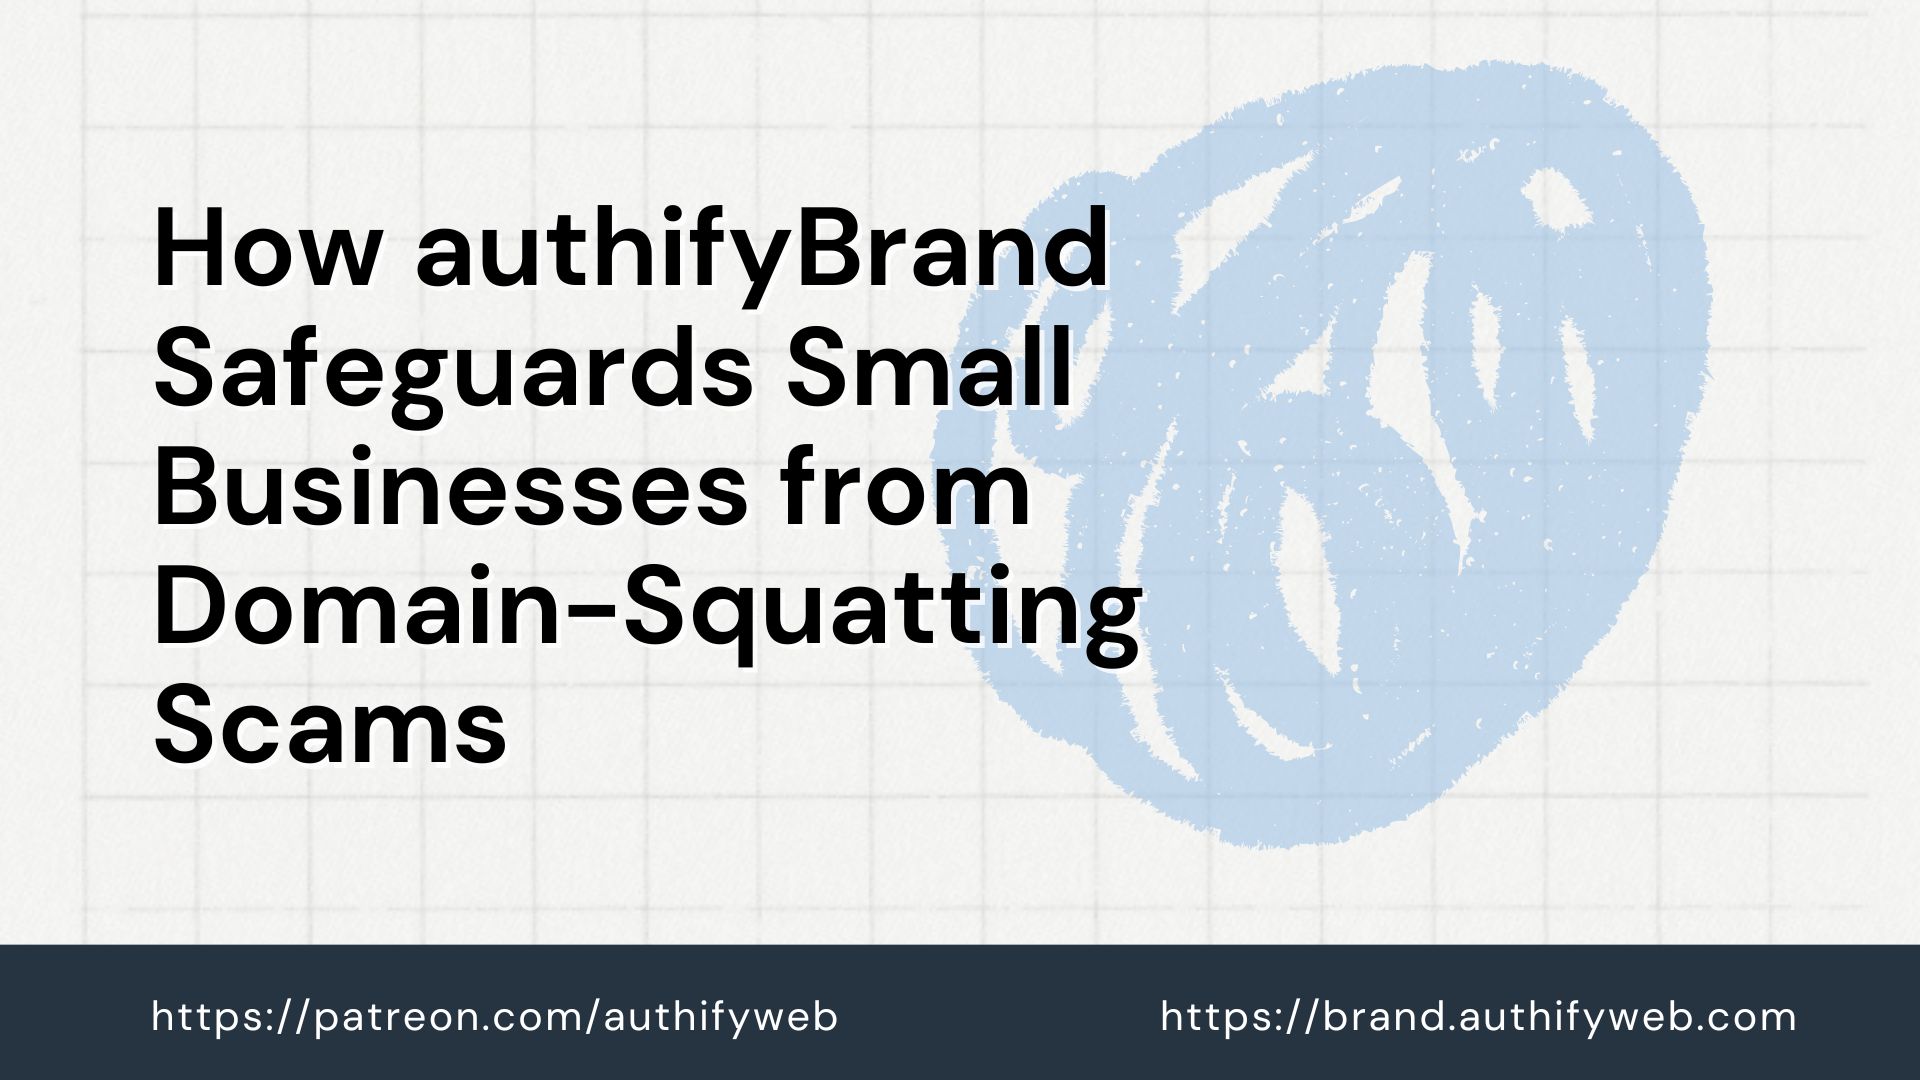 How authifyBrand
Safeguards Small
Businesses from
Domain-Squatting
Scams
https://patreon.com/authifyweb
https://brand.authifyweb.com